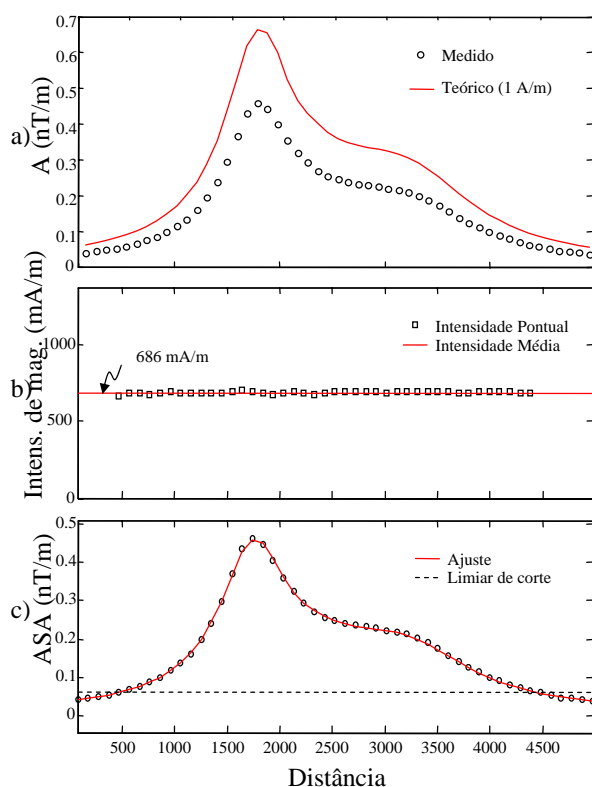 0.7
0.6
0.5
0.4
0.3
0.2
0.1
0
a)
A (nT/m)
Medido
Teórico (1 A/m)
1000
500
0
b)
Intens. de mag. (mA/m)
686 mA/m
Intensidade Pontual
Intensidade Média
0.5
0.4
0.3
0.2
0.1
0
c)
ASA (nT/m)
Ajuste
Limiar de corte
500 1000 1500 2000 2500 3000 3500 4000 4500
Distância